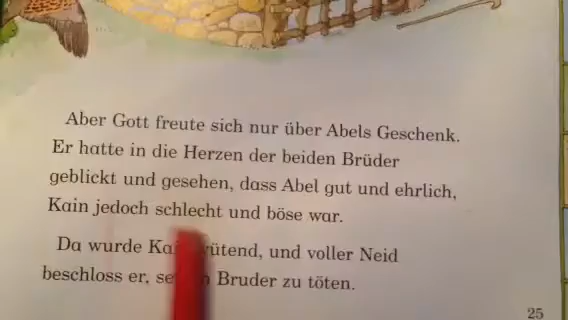 Aber Gott freute sich nur über Abels Geschenk.
Er hatte in die Herzen der beiden Brüder
geblickt und gesehen, dass Abel gut und ehrlich,
Kain jedoch schlecht und böse war.
Da wurde und voller Neid
beschloss er, Bruder zu töten.
25